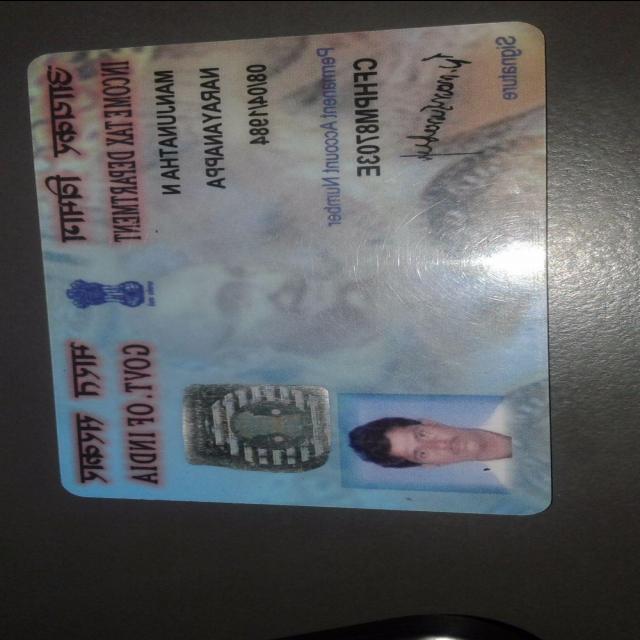 आयकर विभाग भारत सरकार
INCOME TAX DEPARTMENT GOVT. OF INDIA
MANJUNATHA N
NARAYANAPPA
08/04/1984
Permanent Account Number
CFHPM8703E
Signature